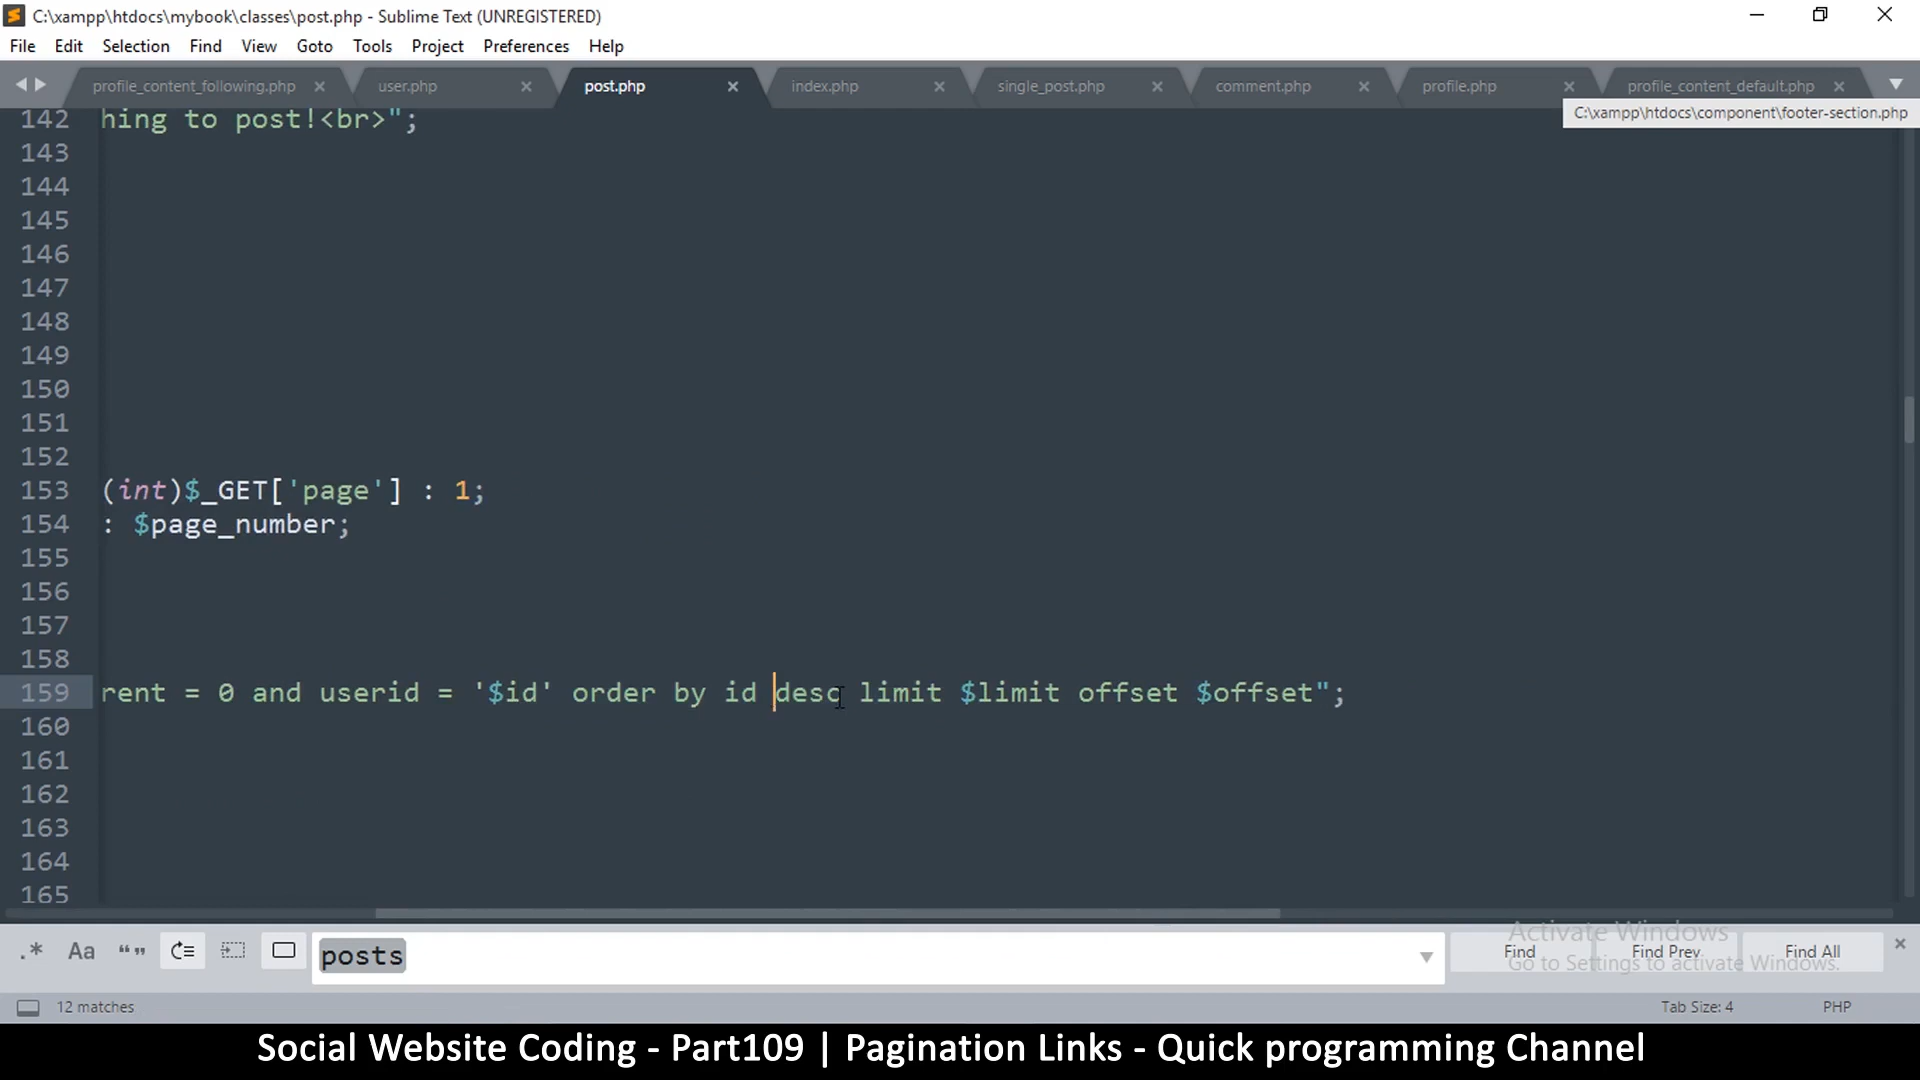 C:\xampp\htdocs\mybook\classes\post.php - Sublime Text (UNREGISTERED)
File Edit Selection Find View Goto Tools Project Preferences Help
profile_content_following.php user.php post.php index.php single_post.php comment.php profile.php profile_content_default.php
C:\xampp\htdocs\component\footer-section.php
142 hing to post!<br>";
143
144
145
146
147
148
149
150
151
152
153 (int)$_GET['page'] : 1;
154 : $page_number;
155
156
157
158
159 rent = 0 and userid = '$id' order by id desc limit $limit offset $offset";
160
161
162
163
164
165
.* Aa “ ” posts Find Find Prev Find All
Activate Windows
Go to Settings to activate Windows.
12 matches Tab Size: 4 PHP
Social Website Coding - Part109 | Pagination Links - Quick programming Channel